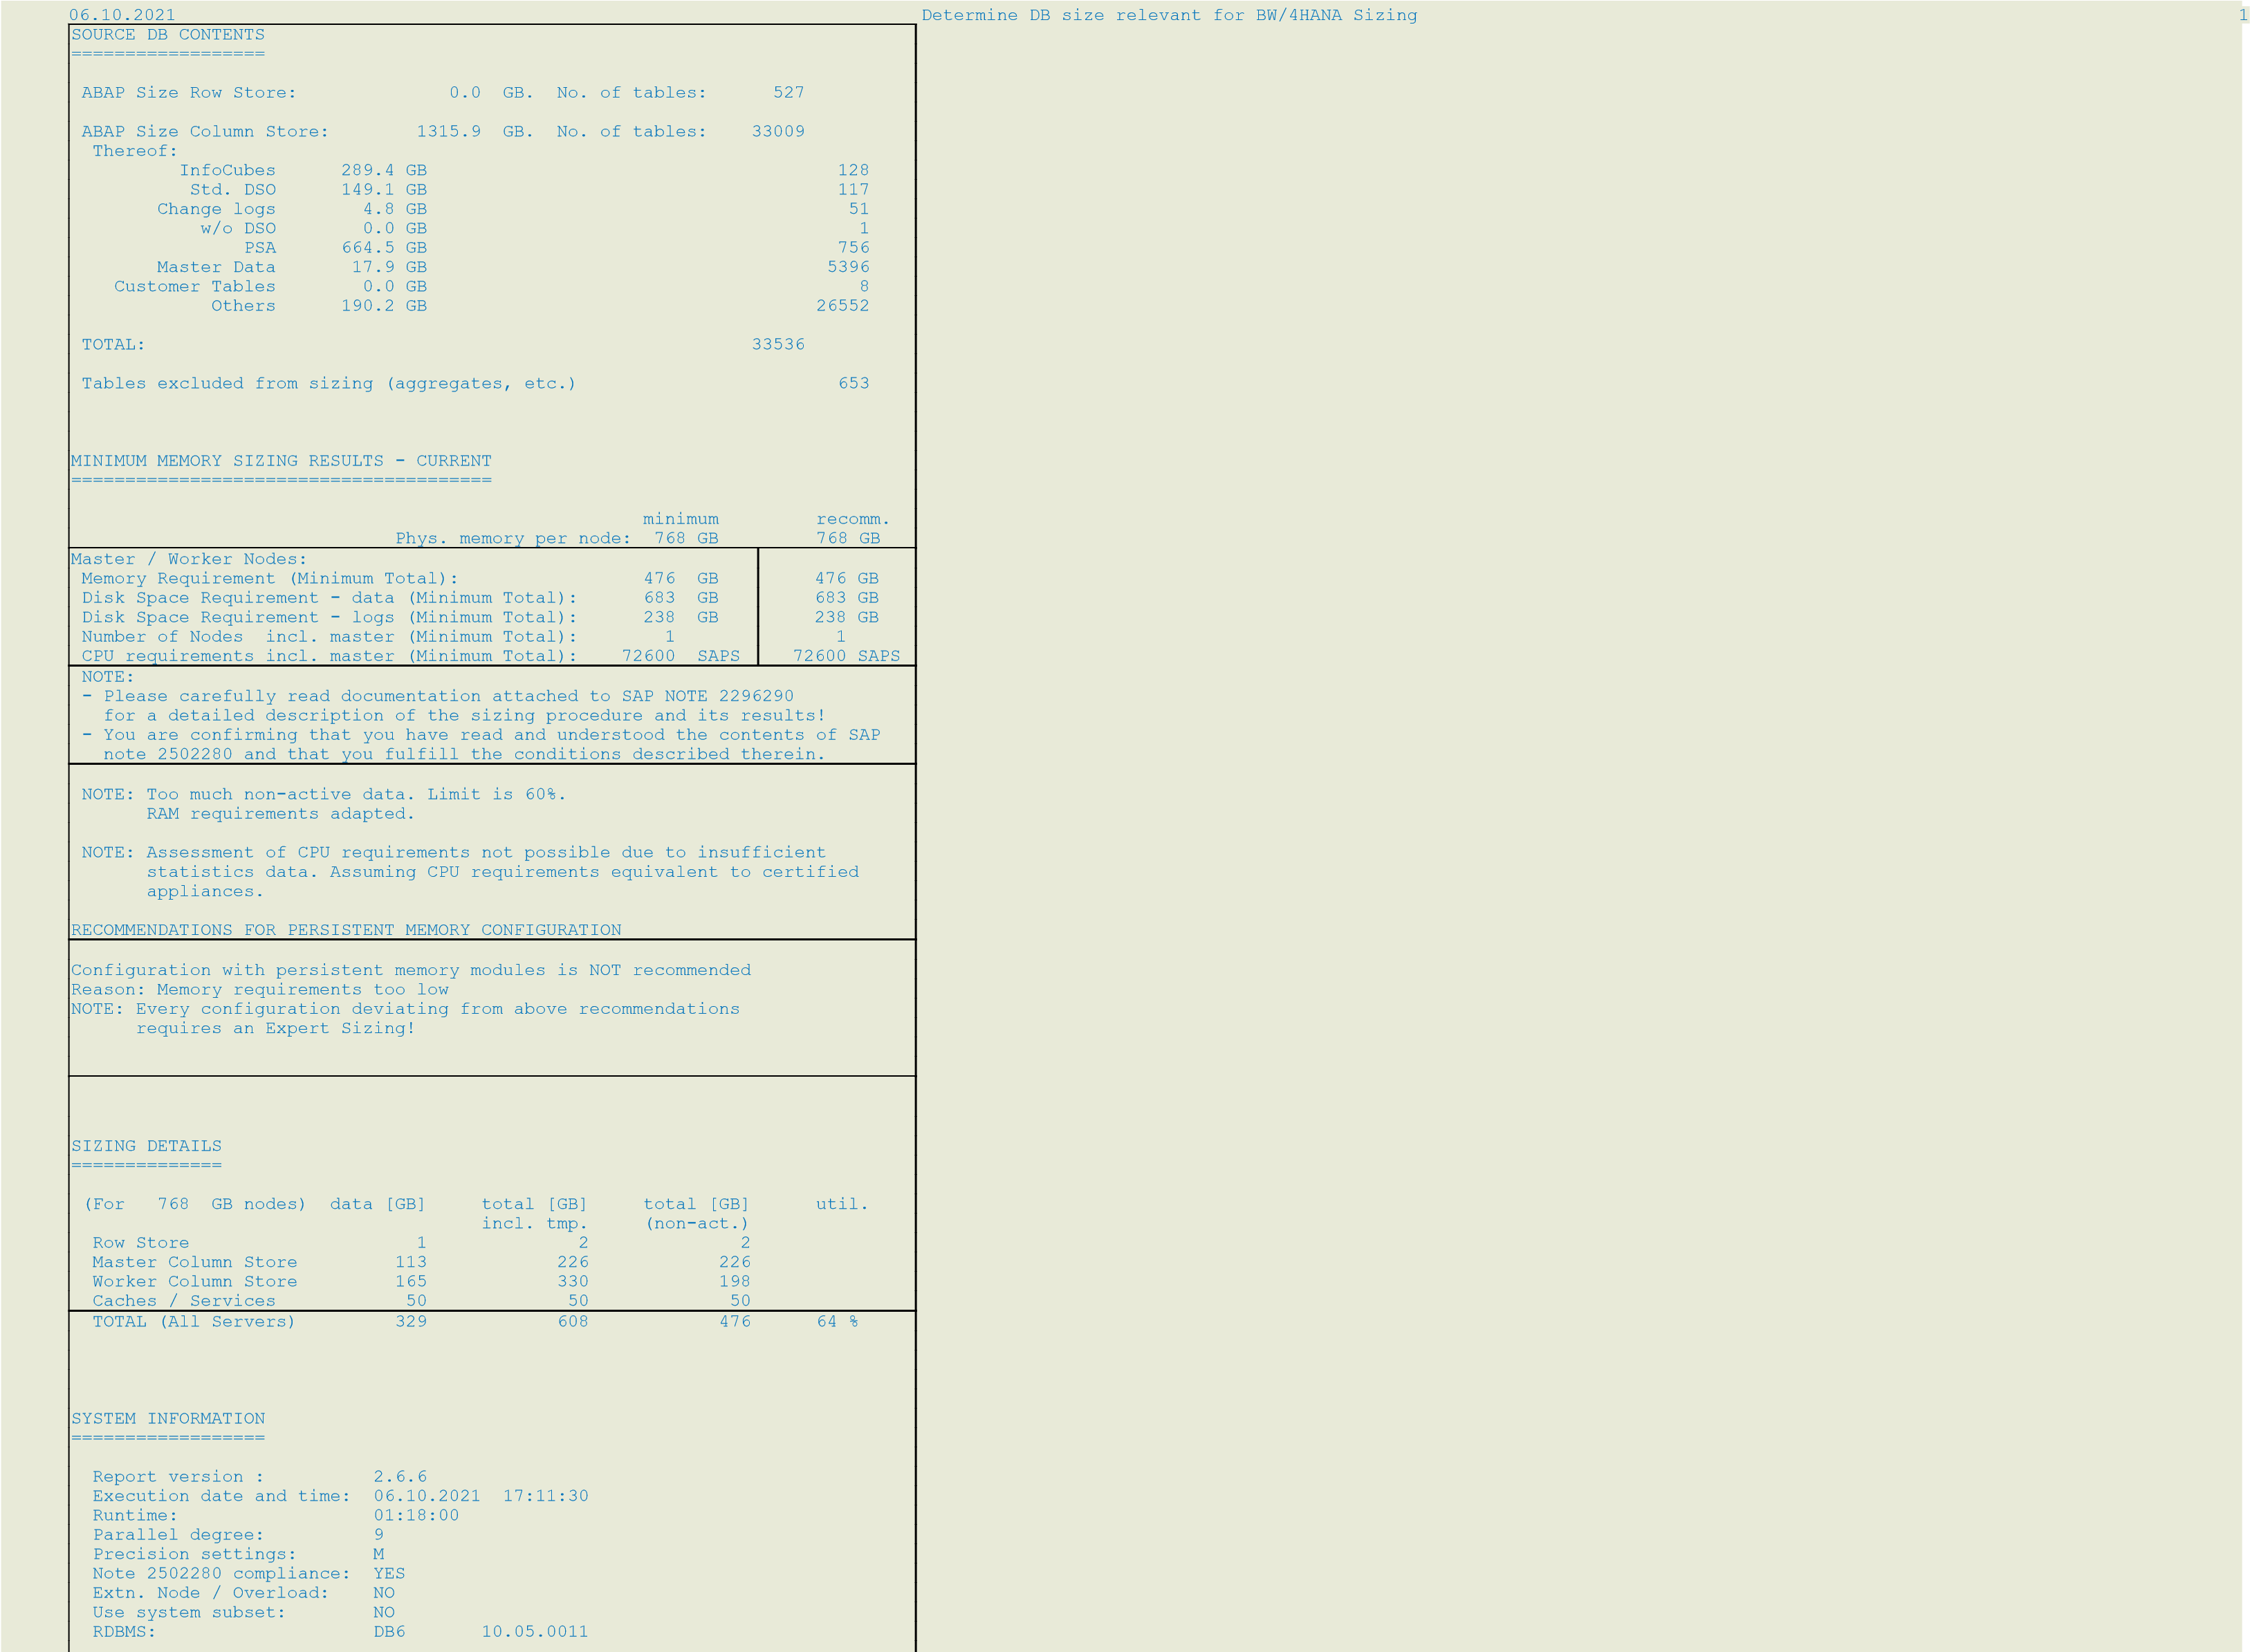 06.10.2021 Determine DB size relevant for BW/4HANA Sizing 1
SOURCE DB CONTENTS
==================
ABAP Size Row Store: 0.0 GB. No. of tables: 527
ABAP Size Column Store: 1315.9 GB. No. of tables: 33009
Thereof:
InfoCubes 289.4 GB 128
Std. DSO 149.1 GB 117
Change logs 4.8 GB 51
w/o DSO 0.0 GB 1
PSA 664.5 GB 756
Master Data 17.9 GB 5396
Customer Tables 0.0 GB 8
Others 190.2 GB 26552
TOTAL: 33536
Tables excluded from sizing (aggregates, etc.) 653
MINIMUM MEMORY SIZING RESULTS - CURRENT
=======================================
minimum recomm.
Phys. memory per node: 768 GB 768 GB
Master / Worker Nodes:
Memory Requirement (Minimum Total): 476 GB 476 GB
Disk Space Requirement - data (Minimum Total): 683 GB 683 GB
Disk Space Requirement - logs (Minimum Total): 238 GB 238 GB
Number of Nodes incl. master (Minimum Total): 1 1
CPU requirements incl. master (Minimum Total): 72600 SAPS 72600 SAPS
NOTE:
- Please carefully read documentation attached to SAP NOTE 2296290
for a detailed description of the sizing procedure and its results!
- You are confirming that you have read and understood the contents of SAP
note 2502280 and that you fulfill the conditions described therein.
NOTE: Too much non-active data. Limit is 60%.
RAM requirements adapted.
NOTE: Assessment of CPU requirements not possible due to insufficient
statistics data. Assuming CPU requirements equivalent to certified
appliances.
RECOMMENDATIONS FOR PERSISTENT MEMORY CONFIGURATION
Configuration with persistent memory modules is NOT recommended
Reason: Memory requirements too low
NOTE: Every configuration deviating from above recommendations
requires an Expert Sizing!
SIZING DETAILS
==============
(For 768 GB nodes) data [GB] total [GB] total [GB] util.
incl. tmp. (non-act.)
Row Store 1 2 2
Master Column Store 113 226 226
Worker Column Store 165 330 198
Caches / Services 50 50 50
TOTAL (All Servers) 329 608 476 64 %
SYSTEM INFORMATION
==================
Report version : 2.6.6
Execution date and time: 06.10.2021 17:11:30
Runtime: 01:18:00
Parallel degree: 9
Precision settings: M
Note 2502280 compliance: YES
Extn. Node / Overload: NO
Use system subset: NO
RDBMS: DB6 10.05.0011